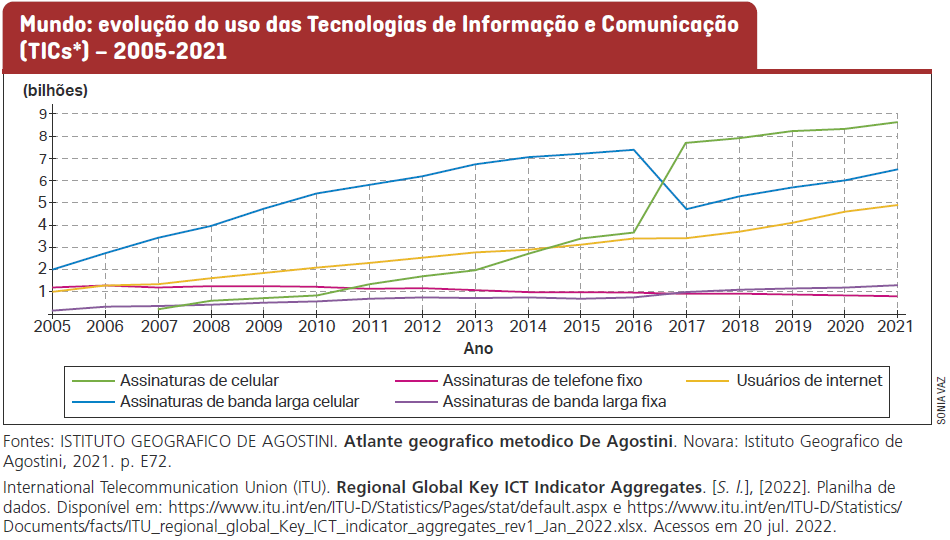 Mundo: evolução do uso das Tecnologias de Informação e Comunicação
(TICs*) – 2005-2021
(bilhões)
9
8
7
6
5
4
3
2
1
2005 2006 2007 2008 2009 2010 2011 2012 2013 2014 2015 2016 2017 2018 2019 2020 2021
Ano
Assinaturas de celular Assinaturas de telefone fixo Usuários de internet
Assinaturas de banda larga celular Assinaturas de banda larga fixa
SONIA VAZ
Fontes: ISTITUTO GEOGRAFICO DE AGOSTINI. Atlante geografico metodico De Agostini. Novara: Istituto Geografico de
Agostini, 2021. p. E72.
International Telecommunication Union (ITU). Regional Global Key ICT Indicator Aggregates. [S. l.], [2022]. Planilha de
dados. Disponível em: https://www.itu.int/en/ITU-D/Statistics/Pages/stat/default.aspx e https://www.itu.int/en/ITU-D/Statistics/
Documents/facts/ITU_regional_global_Key_ICT_indicator_aggregates_rev1_Jan_2022.xlsx. Acessos em 20 jul. 2022.